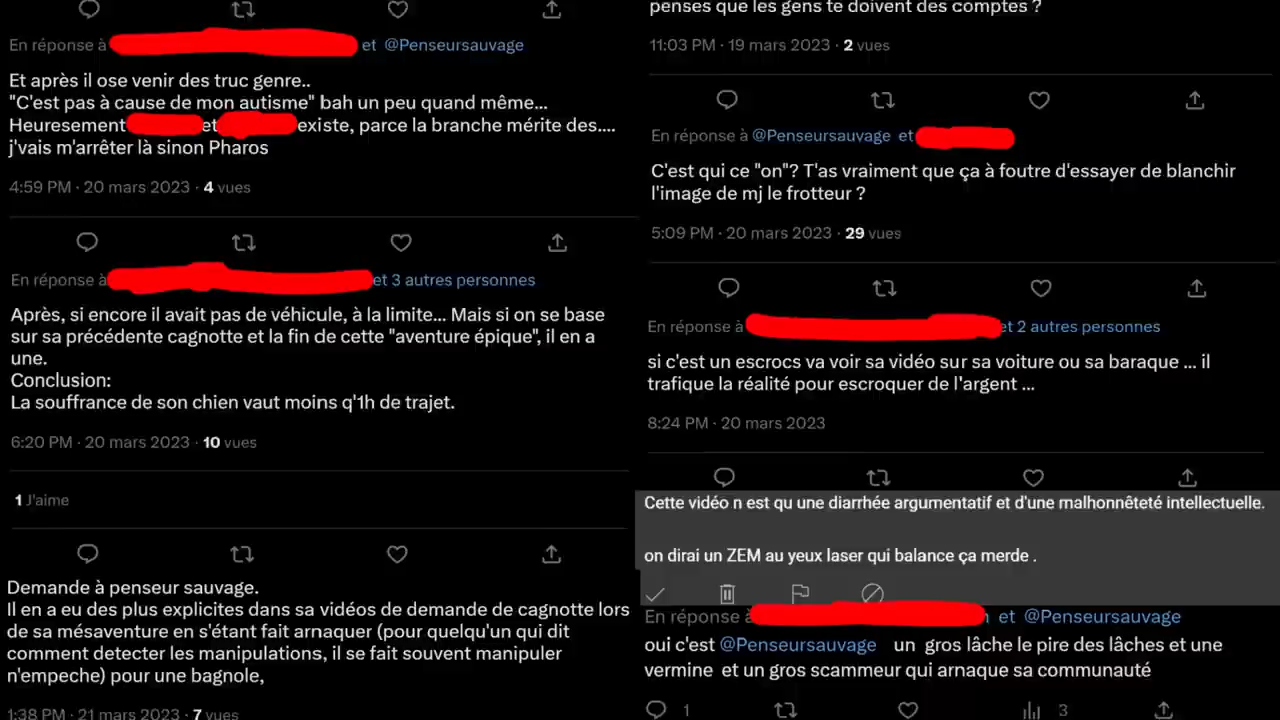 En réponse à et @Penseursauvage
Et après il ose venir des truc genre..
"C'est pas à cause de mon autisme" bah un peu quand même...
Heuresement et existe, parce la branche mérite des....
j'vais m'arrêter là sinon Pharos
4:59 PM · 20 mars 2023 · 4 vues
En réponse à et 3 autres personnes
Après, si encore il avait pas de véhicule, à la limite... Mais si on se base
sur sa précédente cagnotte et la fin de cette "aventure épique", il en a
une.
Conclusion:
La souffrance de son chien vaut moins q'1h de trajet.
6:20 PM · 20 mars 2023 · 10 vues
1 J'aime
Demande à penseur sauvage.
Il en a eu des plus explicites dans sa vidéos de demande de cagnotte lors
de sa mésaventure en s'étant fait arnaquer (pour quelqu'un qui dit
comment detecter les manipulations, il se fait souvent manipuler
n'empeche) pour une bagnole,
1:38 PM · 21 mars 2023 · 7 vues
penses que les gens te doivent des comptes ?
11:03 PM · 19 mars 2023 · 2 vues
En réponse à @Penseursauvage et
C'est qui ce "on"? T'as vraiment que ça à foutre d'essayer de blanchir
l'image de mj le frotteur ?
5:09 PM · 20 mars 2023 · 29 vues
En réponse à et 2 autres personnes
si c'est un escrocs va voir sa vidéo sur sa voiture ou sa baraque ... il
trafique la réalité pour escroquer de l'argent ...
8:24 PM · 20 mars 2023
Cette vidéo n est qu une diarrhée argumentatif et d'une malhonnêteté intellectuelle.
on dirai un ZEM au yeux laser qui balance ça merde .
En réponse à et @Penseursauvage
oui c'est @Penseursauvage un gros lâche le pire des lâches et une
vermine et un gros scammeur qui arnaque sa communauté
1 3